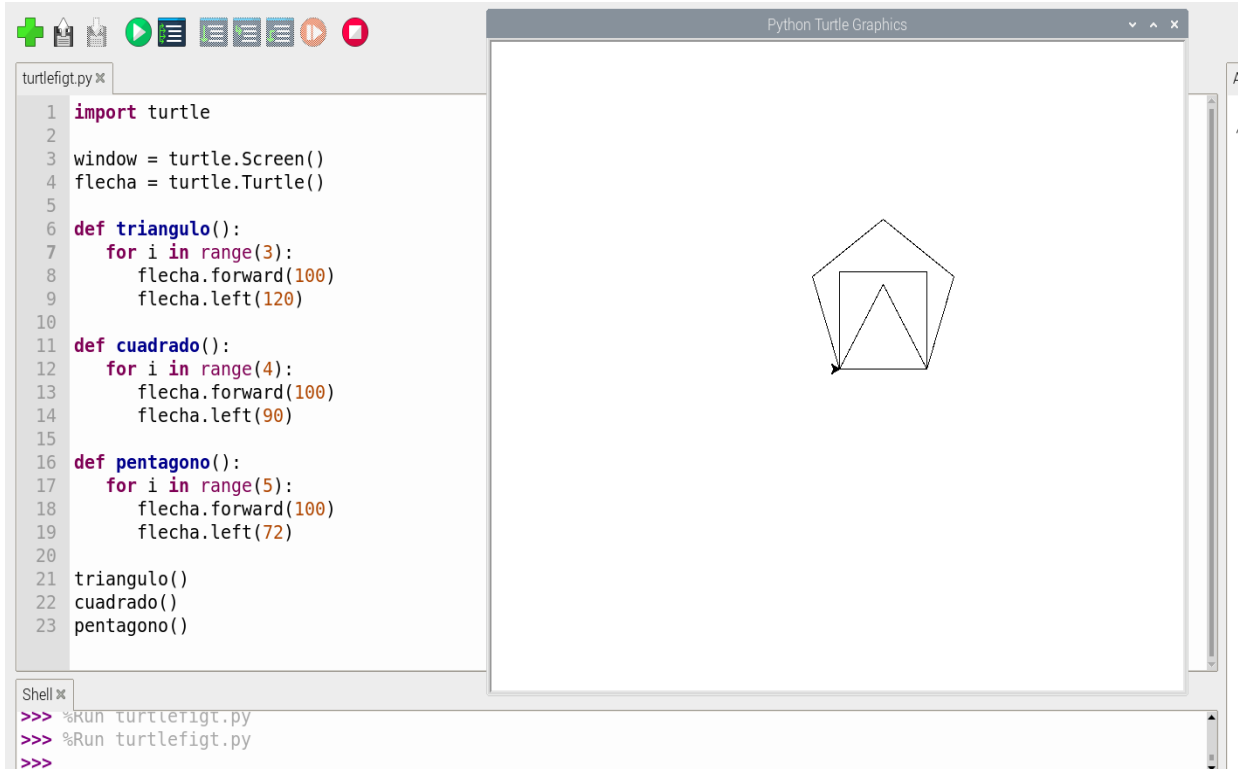 Python Turtle Graphics
turtlefigt.py
1 import turtle
2
3 window = turtle.Screen()
4 flecha = turtle.Turtle()
5
6 def triangulo():
7    for i in range(3):
8       flecha.forward(100)
9       flecha.left(120)
10
11 def cuadrado():
12    for i in range(4):
13       flecha.forward(100)
14       flecha.left(90)
15
16 def pentagono():
17    for i in range(5):
18       flecha.forward(100)
19       flecha.left(72)
20
21 triangulo()
22 cuadrado()
23 pentagono()
Shell
>>> %Run turtlefigt.py
>>> %Run turtlefigt.py
>>>